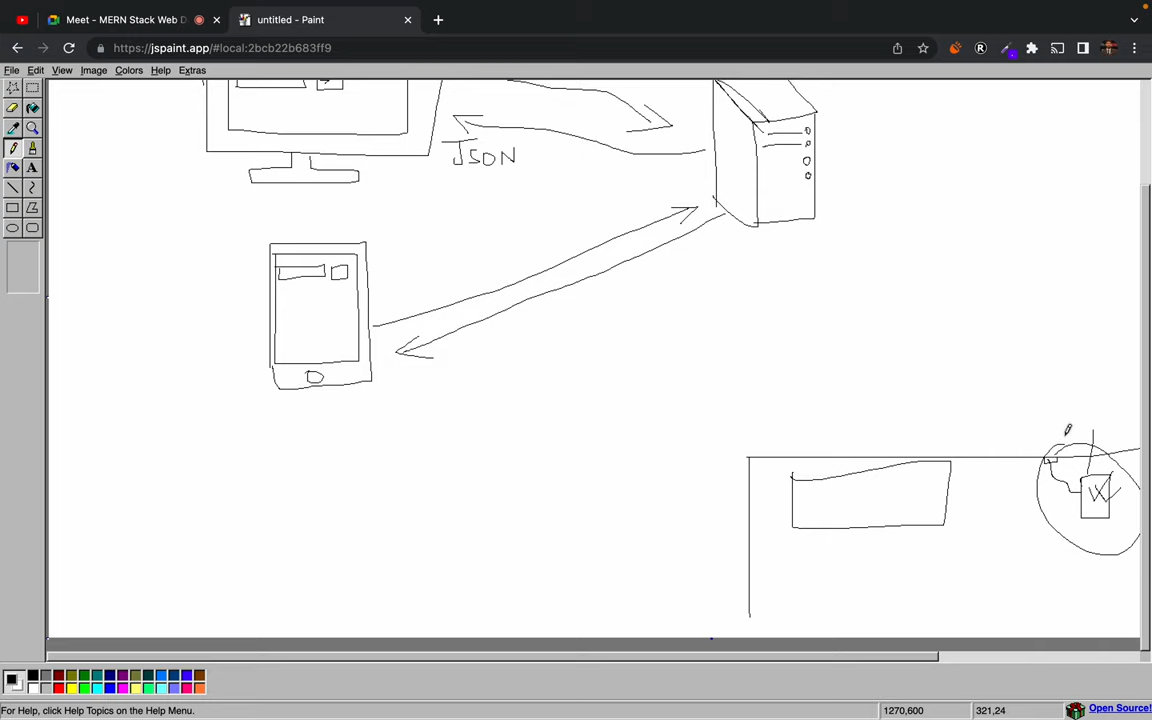 Meet - MERN Stack Web D
untitled - Paint
https://jspaint.app/#local:2bcb22b683ff9
File Edit View Image Colors Help Extras
JSON
W
For Help, click Help Topics on the Help Menu.
1270,600
321,24
Open Source!